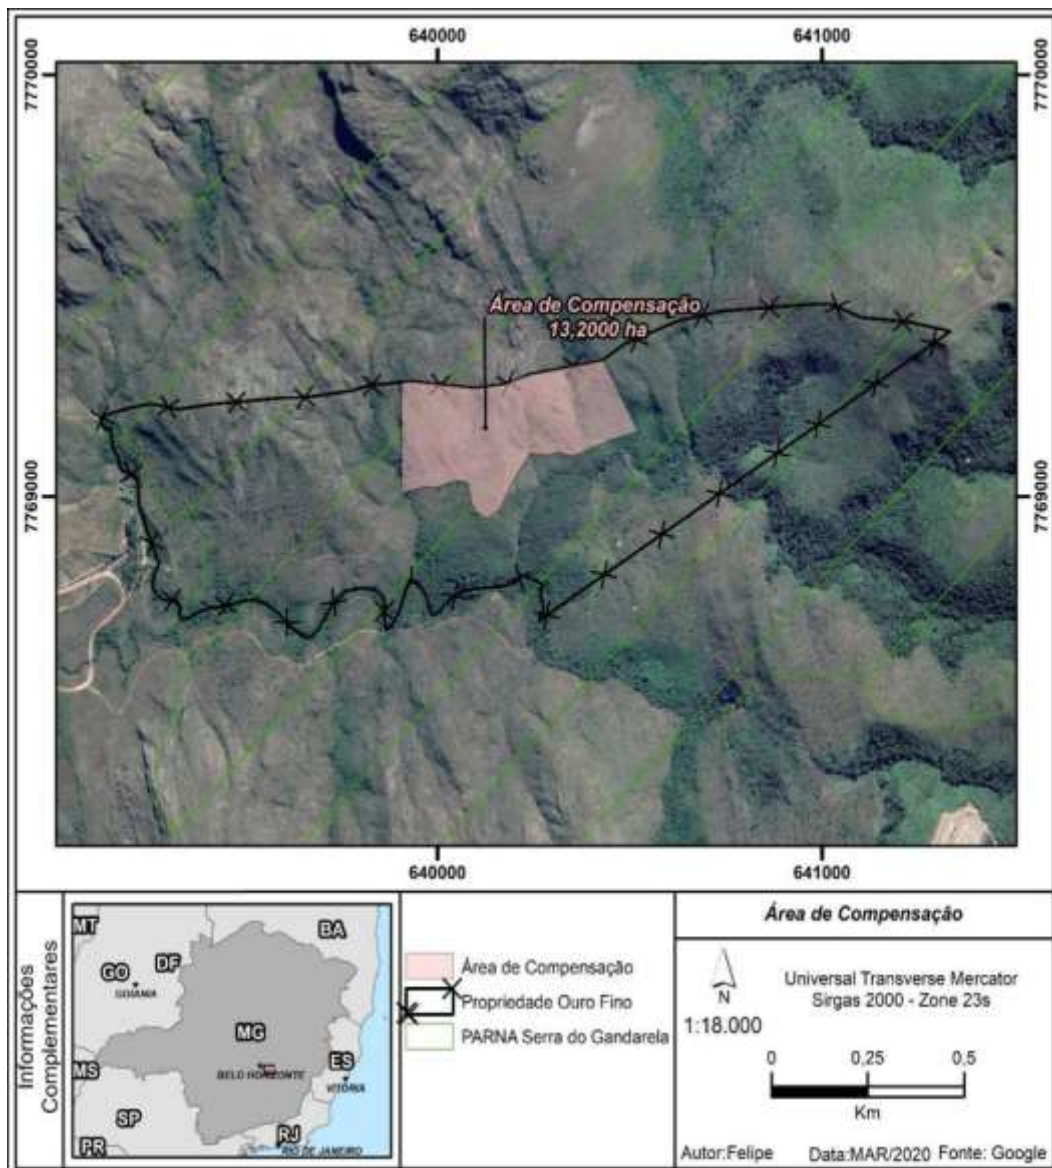 640000
641000
7770000
7770000
Área de Compensação
13,2000 ha
7769000
7769000
640000
641000
Informações
Complementares
MT
BA
GO
DF
GOIANIA
MG
BELO HORIZONTE
ES
VITÓRIA
MS
SP
RJ
RIO DE JANEIRO
PR
Área de Compensação
Propriedade Ouro Fino
PARNA Serra do Gandarela
Área de Compensação
N
1:18.000
Universal Transverse Mercator
Sirgas 2000 - Zone 23s
0 0,25 0,5
Km
Autor:Felipe Data:MAR/2020 Fonte: Google